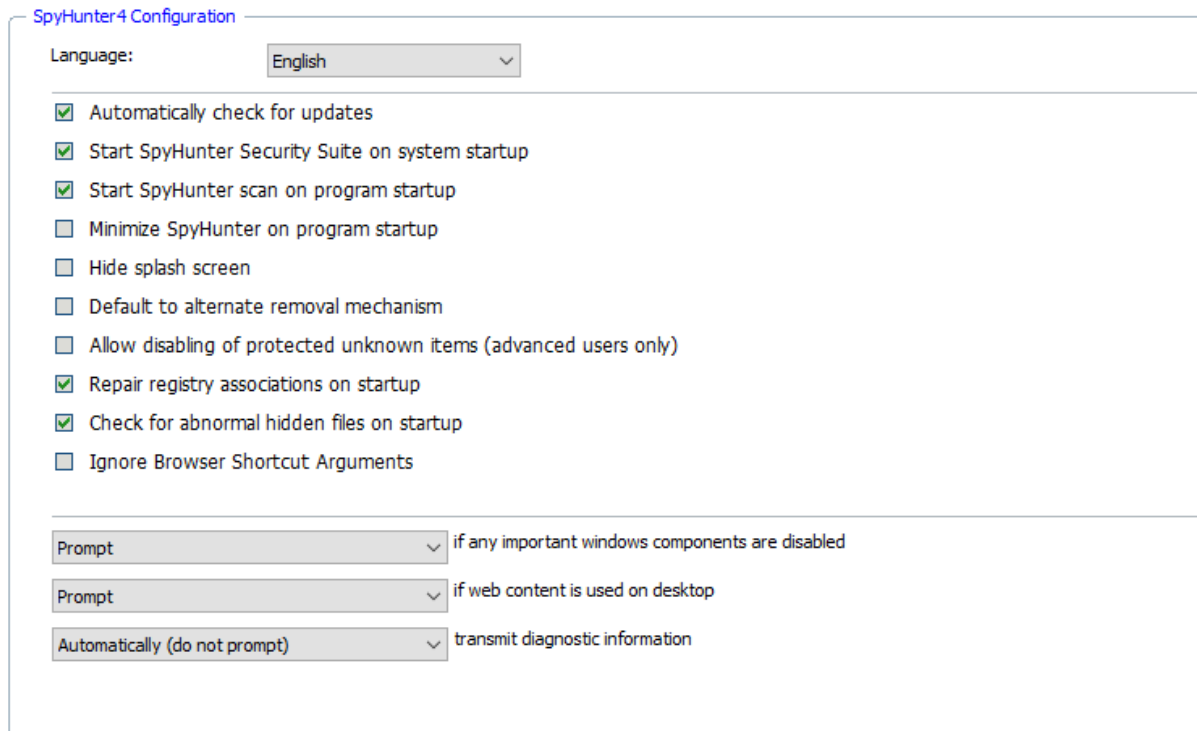 SpyHunter4 Configuration
Language: English
Automatically check for updates
Start SpyHunter Security Suite on system startup
Start SpyHunter scan on program startup
Minimize SpyHunter on program startup
Hide splash screen
Default to alternate removal mechanism
Allow disabling of protected unknown items (advanced users only)
Repair registry associations on startup
Check for abnormal hidden files on startup
Ignore Browser Shortcut Arguments
Prompt if any important windows components are disabled
Prompt if web content is used on desktop
Automatically (do not prompt) transmit diagnostic information